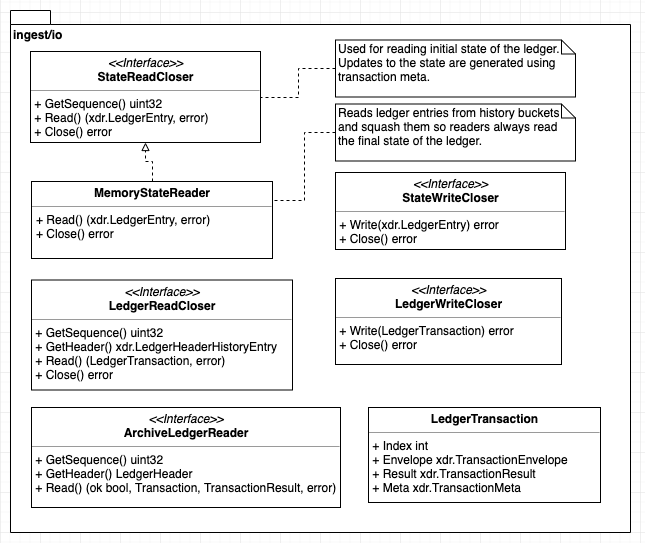 ingest/io
<<Interface>>
StateReadCloser
+ GetSequence() uint32
+ Read() (xdr.LedgerEntry, error)
+ Close() error
Used for reading initial state of the ledger.
Updates to the state are generated using
transaction meta.
Reads ledger entries from history buckets
and squash them so readers always read
the final state of the ledger.
MemoryStateReader
+ Read() (xdr.LedgerEntry, error)
+ Close() error
<<Interface>>
StateWriteCloser
+ Write(xdr.LedgerEntry) error
+ Close() error
<<Interface>>
LedgerReadCloser
+ GetSequence() uint32
+ GetHeader() xdr.LedgerHeaderHistoryEntry
+ Read() (LedgerTransaction, error)
+ Close() error
<<Interface>>
LedgerWriteCloser
+ Write(LedgerTransaction) error
+ Close() error
<<Interface>>
ArchiveLedgerReader
+ GetSequence() uint32
+ GetHeader() LedgerHeader
+ Read() (ok bool, Transaction, TransactionResult, error)
LedgerTransaction
+ Index int
+ Envelope xdr.TransactionEnvelope
+ Result xdr.TransactionResult
+ Meta xdr.TransactionMeta